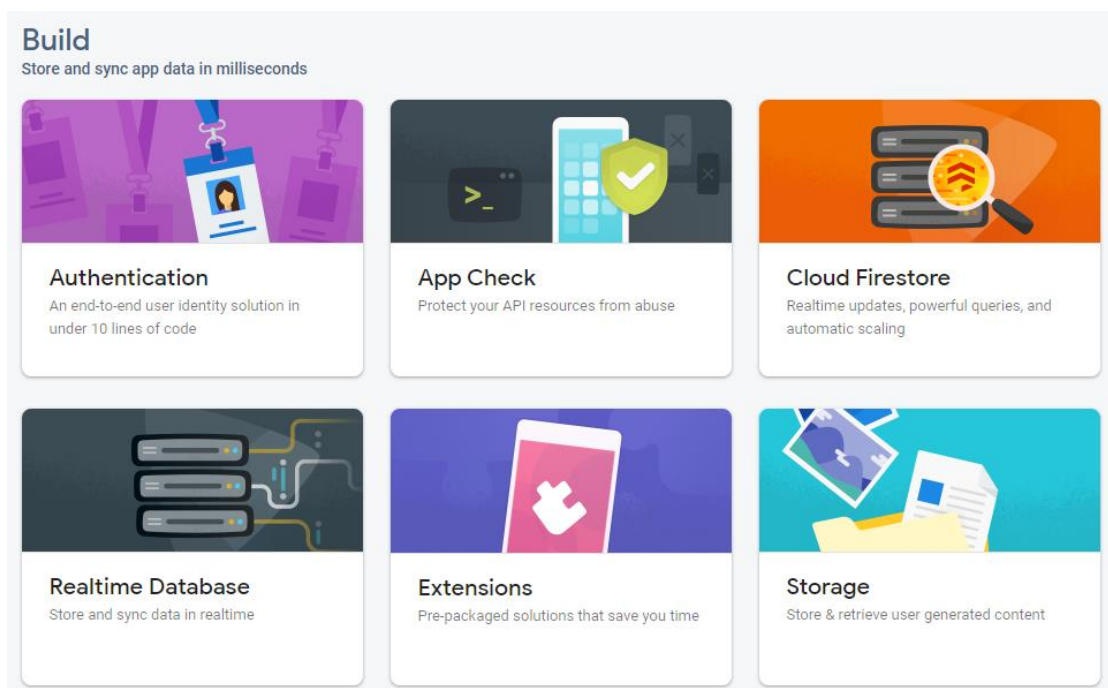 Build
Store and sync app data in milliseconds
Authentication
An end-to-end user identity solution in
under 10 lines of code
App Check
Protect your API resources from abuse
Cloud Firestore
Realtime updates, powerful queries, and
automatic scaling
Realtime Database
Store and sync data in realtime
Extensions
Pre-packaged solutions that save you time
Storage
Store & retrieve user generated content